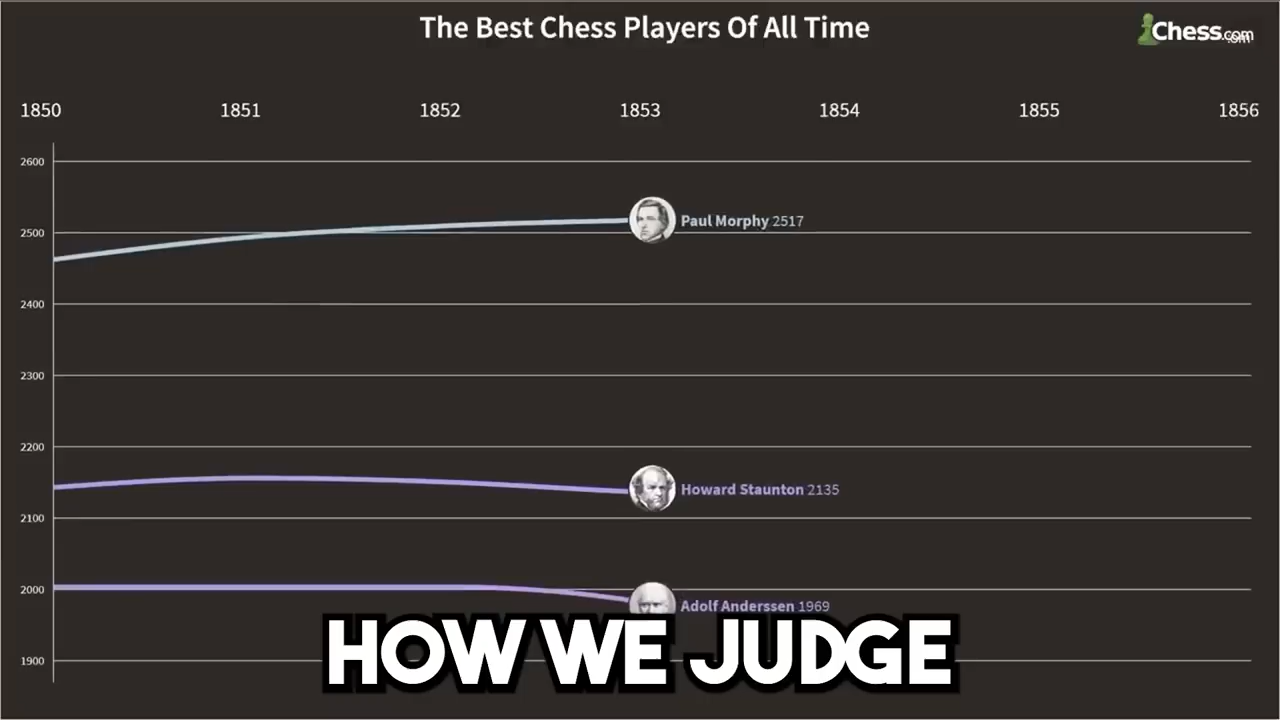 The Best Chess Players Of All Time
Chess.com
1850 1851 1852 1853 1854 1855 1856
2600
Paul Morphy 2517
2500
2400
2300
2200
Howard Staunton 2135
2100
2000
Adolf Anderssen 1969
HOW WE JUDGE
1900